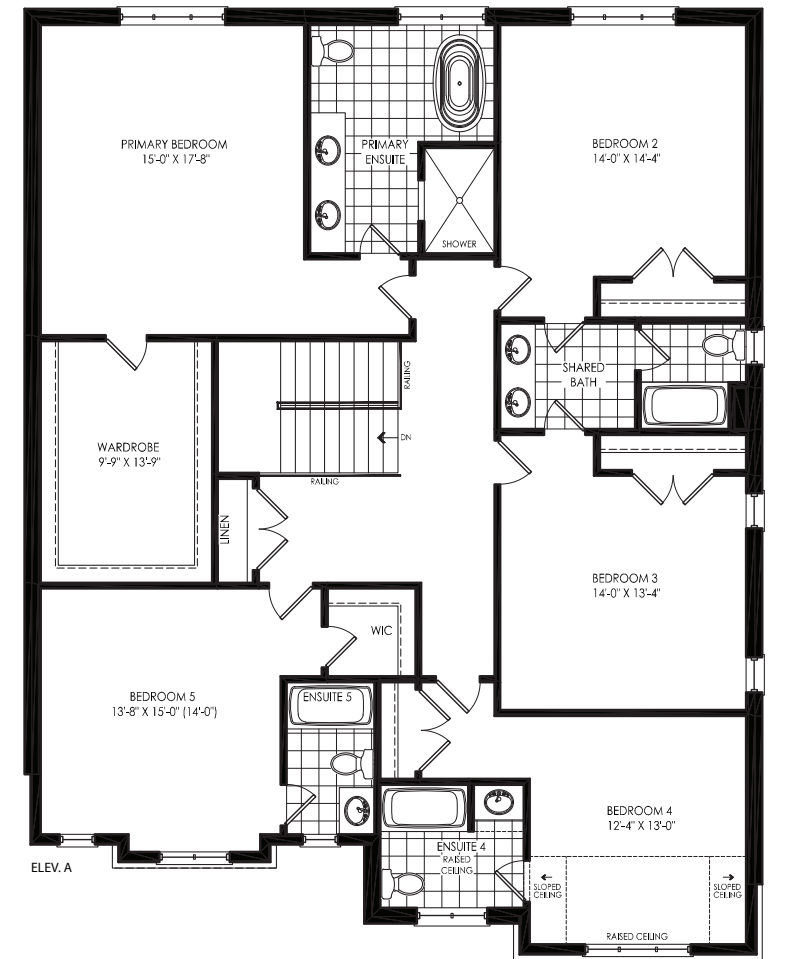 PRIMARY BEDROOM
15'-0" X 17'-8"
PRIMARY
ENSUITE
SHOWER
BEDROOM 2
14'-0" X 14'-4"
SHARED
BATH
RAILING
DN
RAILING
WARDROBE
9'-9" X 13'-9"
LINEN
BEDROOM 3
14'-0" X 13'-4"
WIC
BEDROOM 5
13'-8" X 15'-0" (14'-0")
ENSUITE 5
BEDROOM 4
12'-4" X 13'-0"
ENSUITE 4
RAISED
CEILING
ELEV. A
SLOPED
CEILING
SLOPED
CEILING
RAISED CEILING